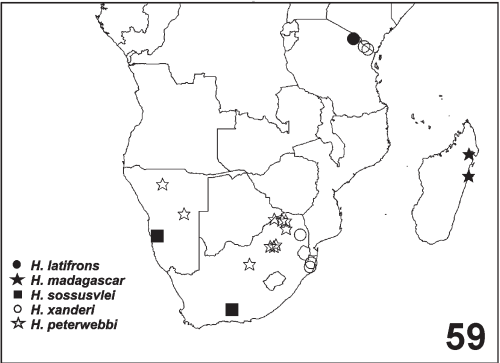 H. latifrons
H. madagascar
H. sossusvlei
H. xanderi
H. peterwebbi
59